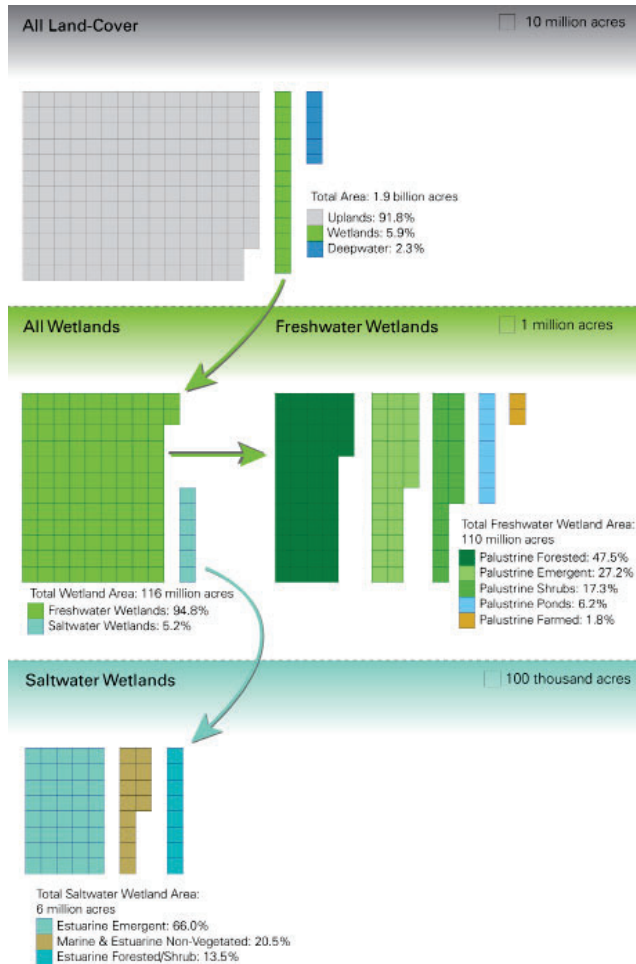 All Land-Cover
10 million acres
Total Area: 1.9 billion acres
Uplands: 91.8%
Wetlands: 5.9%
Deepwater: 2.3%
All Wetlands
Freshwater Wetlands
1 million acres
Total Freshwater Wetland Area:
110 million acres
Palustrine Forested: 47.5%
Palustrine Emergent: 27.2%
Palustrine Shrubs: 17.3%
Palustrine Ponds: 6.2%
Palustrine Farmed: 1.8%
Total Wetland Area: 116 million acres
Freshwater Wetlands: 94.8%
Saltwater Wetlands: 5.2%
Saltwater Wetlands
100 thousand acres
Total Saltwater Wetland Area:
6 million acres
Estuarine Emergent: 66.0%
Marine & Estuarine Non-Vegetated: 20.5%
Estuarine Forested/Shrub: 13.5%